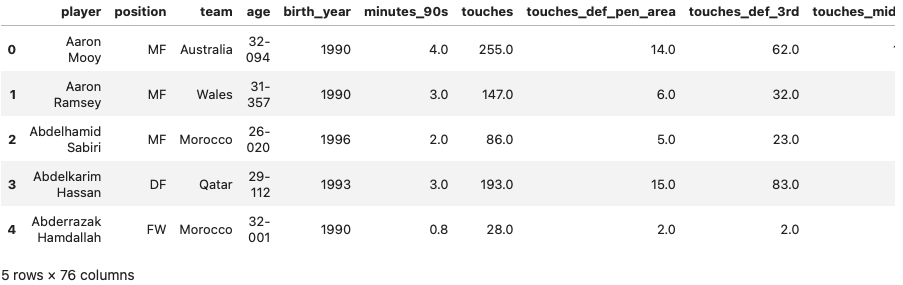 player position team age birth_year minutes_90s touches touches_def_pen_area touches_def_3rd touches_mid
0 Aaron Mooy MF Australia 32-094 1990 4.0 255.0 14.0 62.0
1 Aaron Ramsey MF Wales 31-357 1990 3.0 147.0 6.0 32.0
2 Abdelhamid Sabiri MF Morocco 26-020 1996 2.0 86.0 5.0 23.0
3 Abdelkarim Hassan DF Qatar 29-112 1993 3.0 193.0 15.0 83.0
4 Abderrazak Hamdallah FW Morocco 32-001 1990 0.8 28.0 2.0 2.0
5 rows × 76 columns